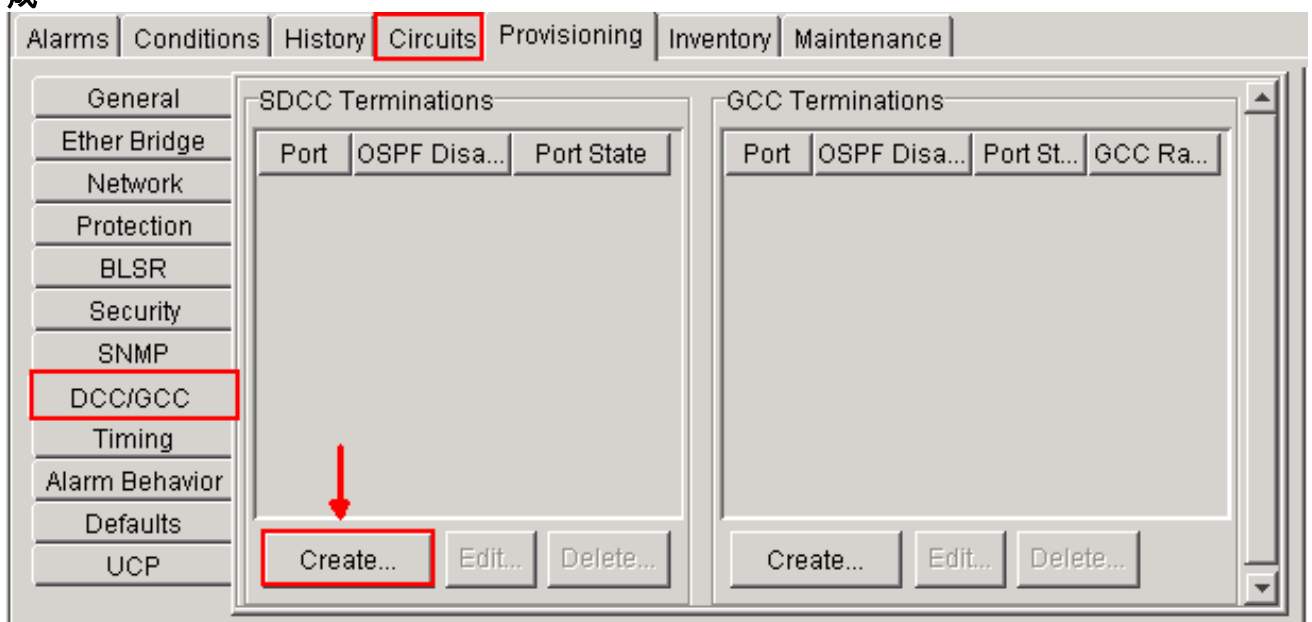 成
Alarms Conditions History Circuits Provisioning Inventory Maintenance
General
Ether Bridge
Network
Protection
BLSR
Security
SNMP
DCC/GCC
Timing
Alarm Behavior
Defaults
UCP
SDCC Terminations
Port OSPF Disa... Port State
Create... Edit... Delete...
GCC Terminations
Port OSPF Disa... Port St... GCC Ra...
Create... Edit... Delete...